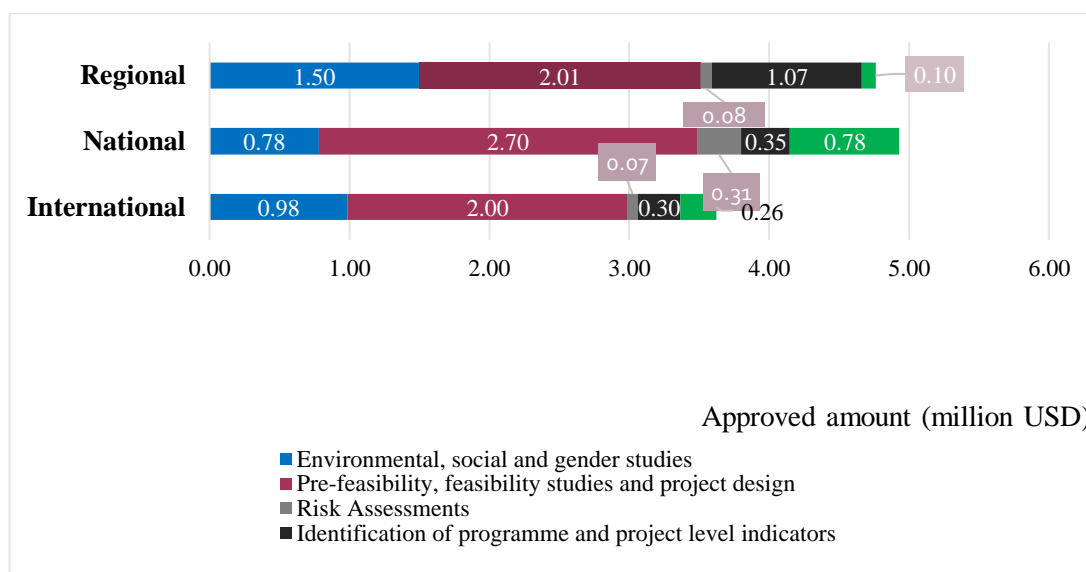 Regional 1.50 2.01 1.07 0.10
0.08
National 0.78 2.70 0.35 0.78
0.07
0.31
International 0.98 2.00 0.30 0.26
0.00 1.00 2.00 3.00 4.00 5.00 6.00
Approved amount (million USD)
Environmental, social and gender studies
Pre-feasibility, feasibility studies and project design
Risk Assessments
Identification of programme and project level indicators